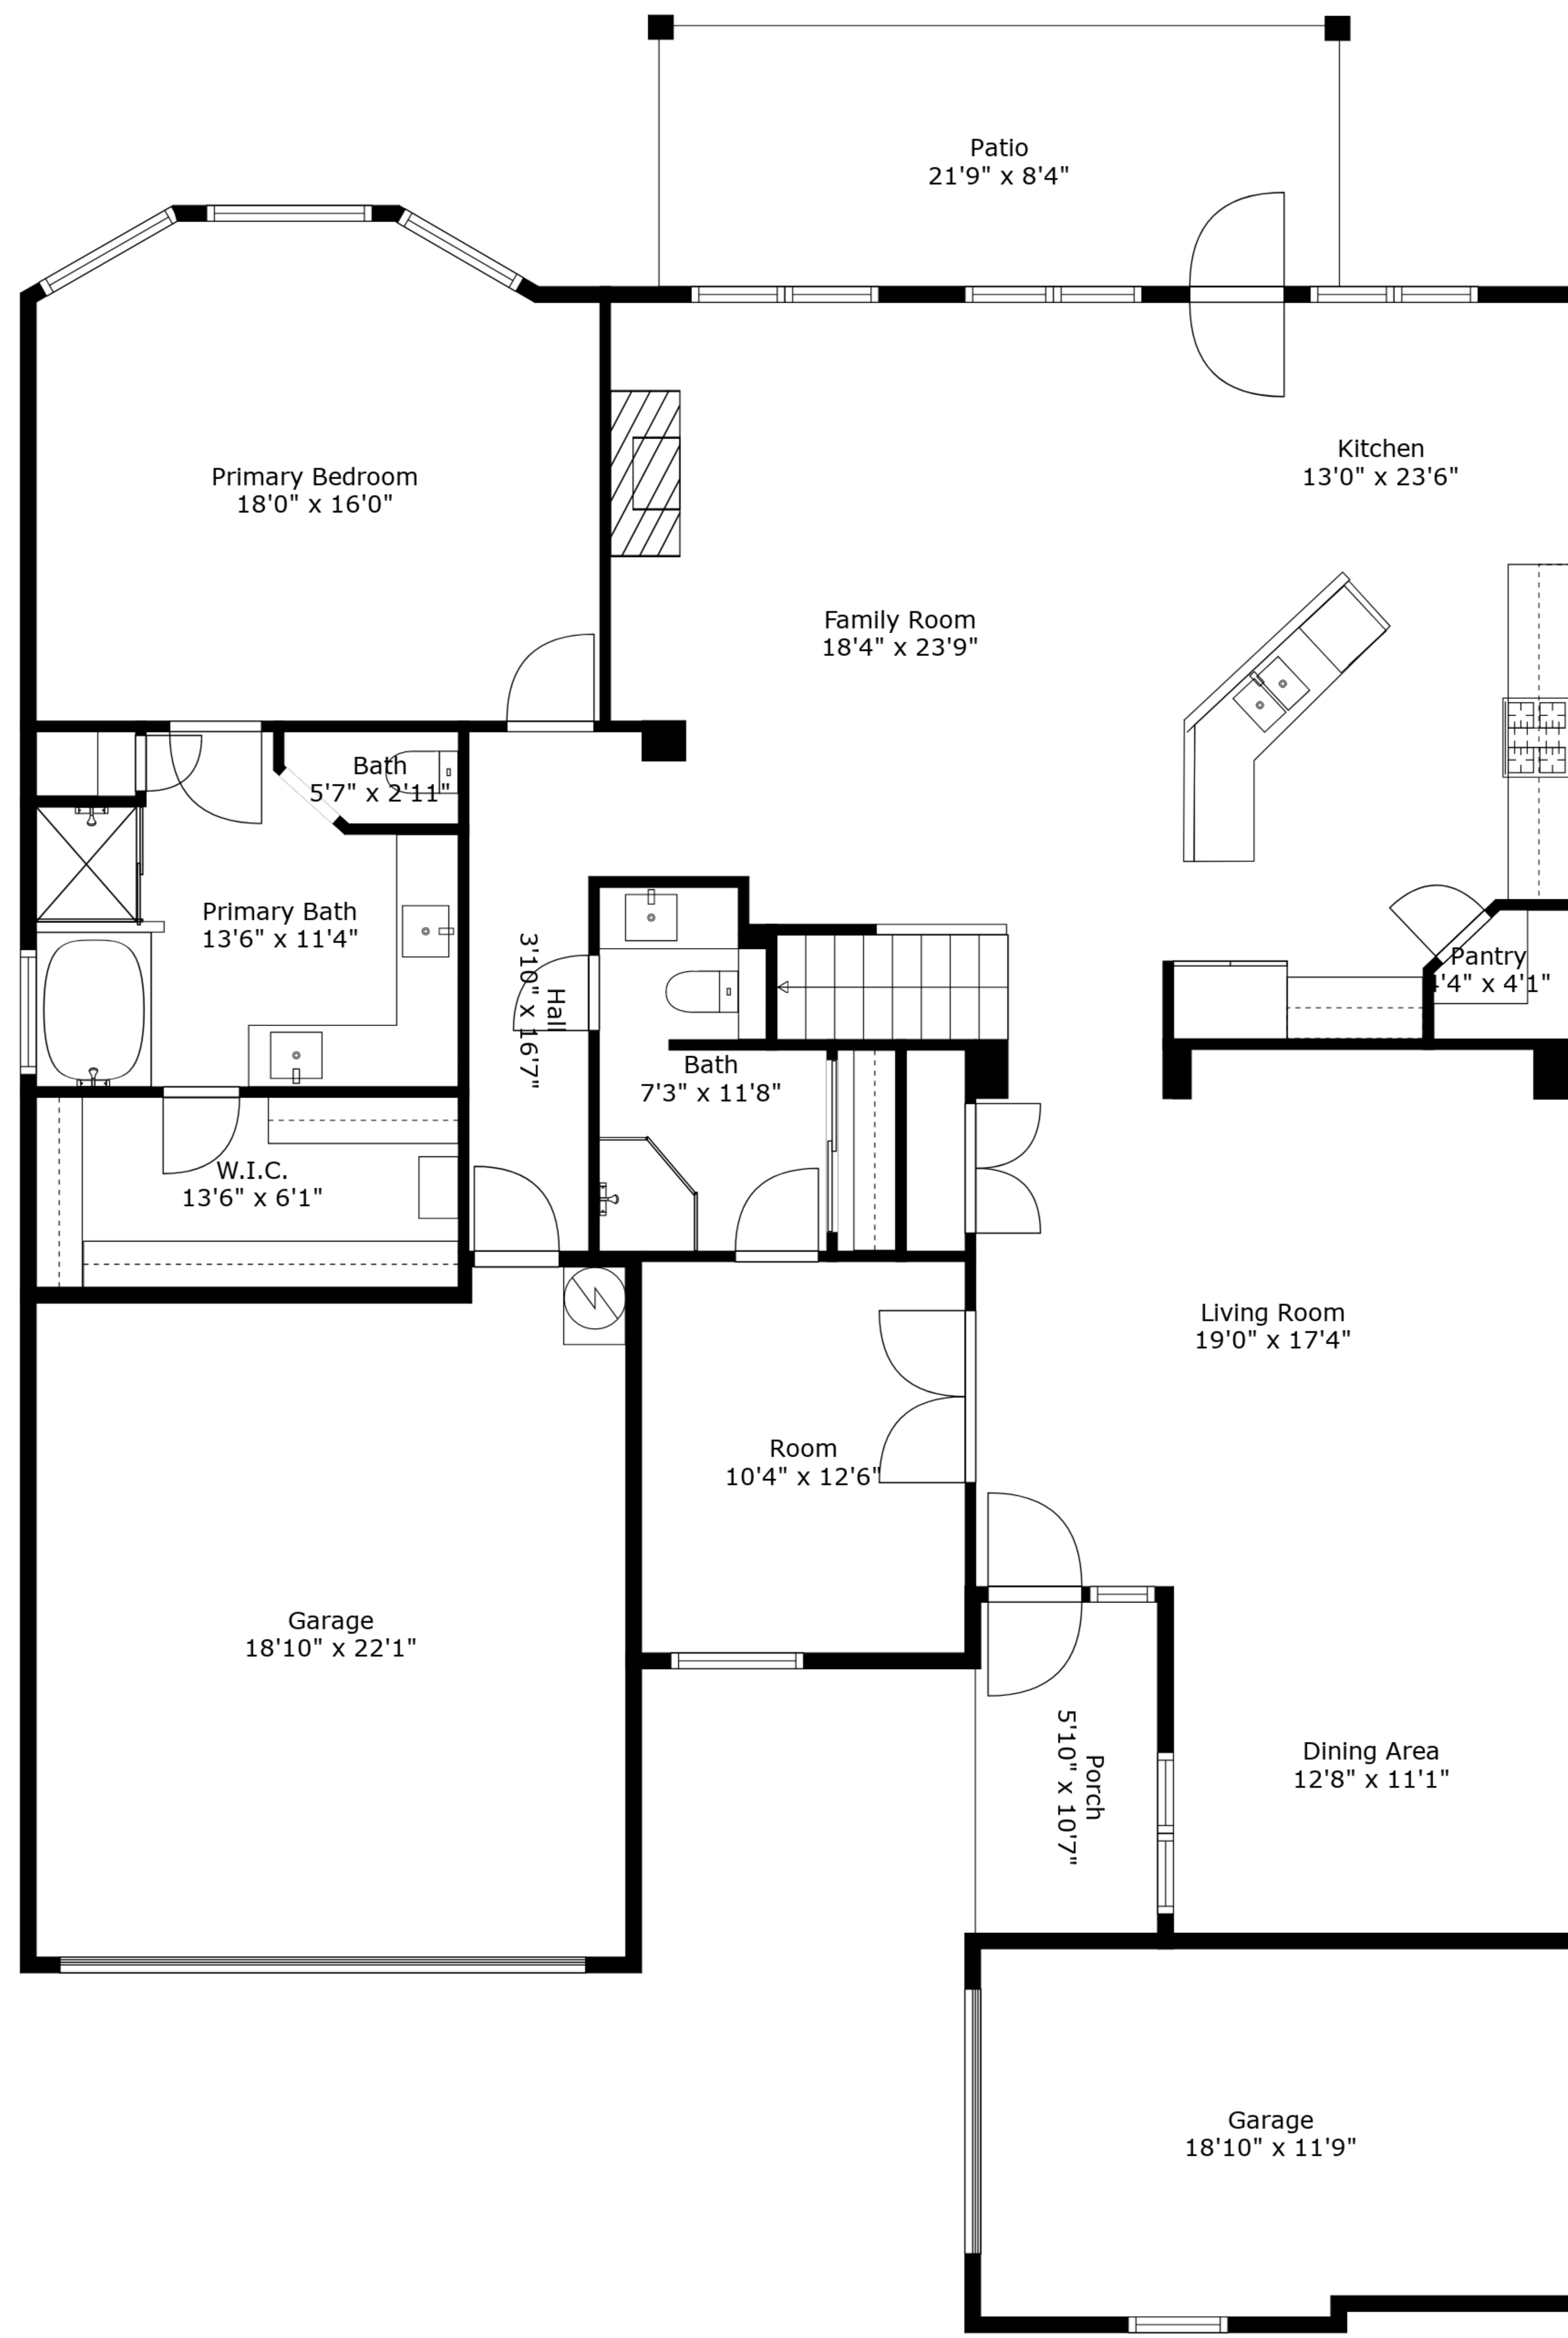 Patio
21'9" x 8'4"
Kitchen
13'0" x 23'6"
Primary Bedroom
18'0" x 16'0"
Family Room
18'4" x 23'9"
Bath
5'7" x 2'11"
Primary Bath
13'6" x 11'4"
Hall
3'10" x 16'7"
Pantry
4'4" x 4'1"
Bath
7'3" x 11'8"
W.I.C.
13'6" x 6'1"
Living Room
19'0" x 17'4"
Room
10'4" x 12'6"
Garage
18'10" x 22'1"
Porch
5'10" x 10'7"
Dining Area
12'8" x 11'1"
Garage
18'10" x 11'9"